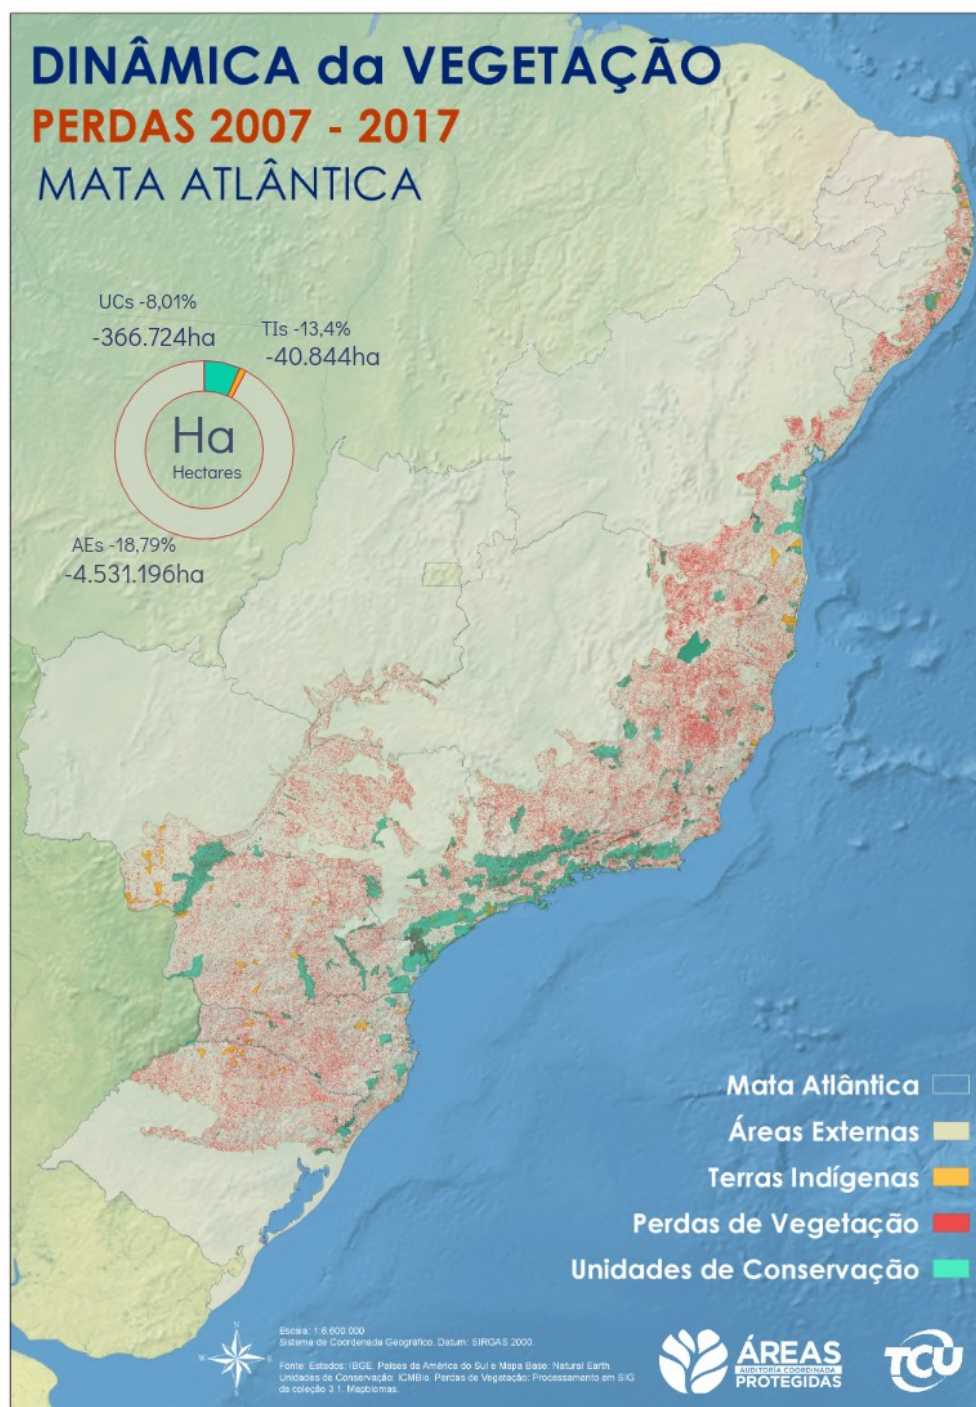 DINÂMICA da VEGETAÇÃO
PERDAS 2007 - 2017
MATA ATLÂNTICA
UCs -8,01%
-366.724ha
TIs -13,4%
-40.844ha
Ha
Hectares
AEs -18,79%
-4.531.196ha
Mata Atlântica
Áreas Externas
Terras Indígenas
Perdas de Vegetação
Unidades de Conservação
N
W
E
S
Escala: 1:6.600.000
Sistema de Coordenada Geográfico. Datum: SIRGAS 2000.
Fonte: Estados: IBGE. Países da América do Sul e Mapa Base: Natural Earth.
Unidades de Conservação: ICMBio. Perdas de Vegetação: Processamento em SIG
da coleção 3.1. Mapbiomas.
ÁREAS
AUDITORÍA COORDINADA
PROTEGIDAS
TCU